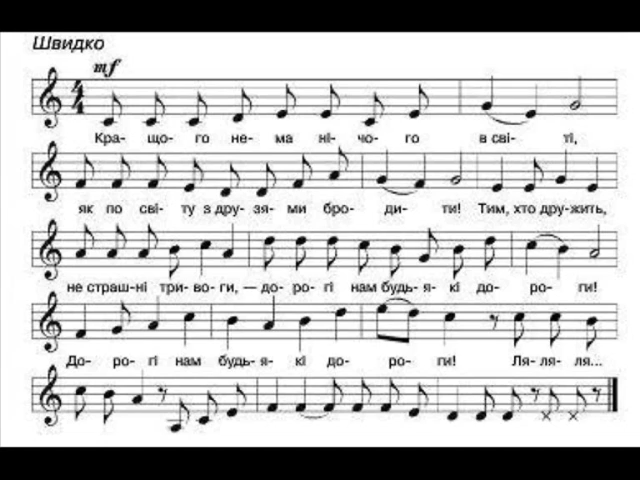 Швидко
mf
4
4
Кра- що- го не- ма ні- чо- го в сві- ті,
як по сві- ту з дру- зя- ми бро- ди- ти! Тим, хто дру-жить,
не страш-ні три- во- ги, — до- ро- гі нам будь- я- кі до- ро- ги!
До- ро- гі нам будь- я- кі до- ро- ги! Ля- ля- ля...